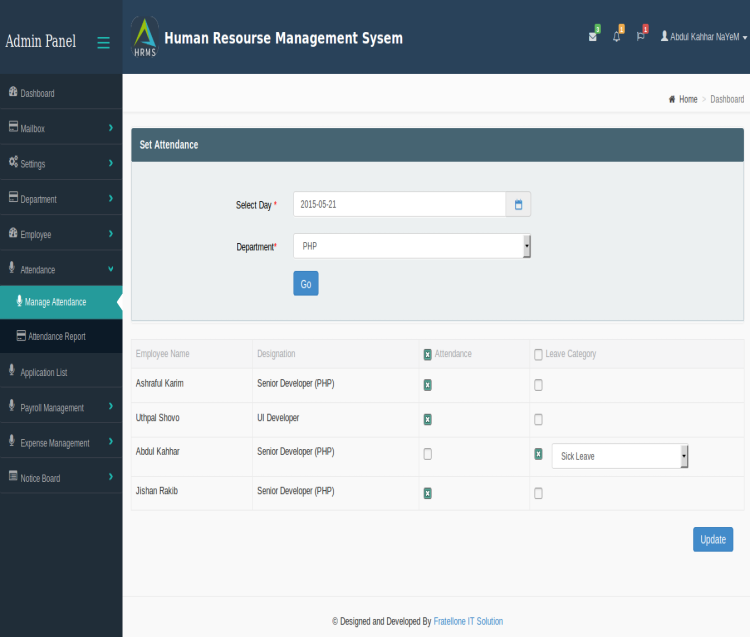 Admin Panel
HRMS
Human Resourse Management Sysem
Abdul Kahhar NaYeM
Home > Dashboard
Dashboard
Mailbox
Settings
Department
Employee
Attendance
Manage Attendance
Attendance Report
Application List
Payroll Management
Expense Management
Notice Board
Set Attendance
Select Day *
2015-05-21
Department*
PHP
Go
Employee Name Designation Attendance Leave Category
Ashraful Karim Senior Developer (PHP)
Uthpal Shovo UI Developer
Abdul Kahhar Senior Developer (PHP) Sick Leave
Jishan Rakib Senior Developer (PHP)
Update
© Designed and Developed By Fratellone IT Solution